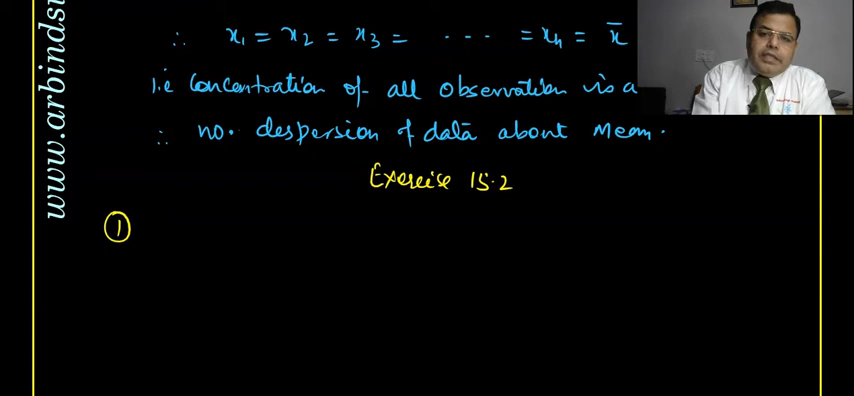 ∴ x₁ = x₂ = x₃ = - - - = xₙ = x̄
i.e Concentration of all observation is a
∴ no. despersion of data about Mean.
Exercise 15.2
①
www.arbindsi